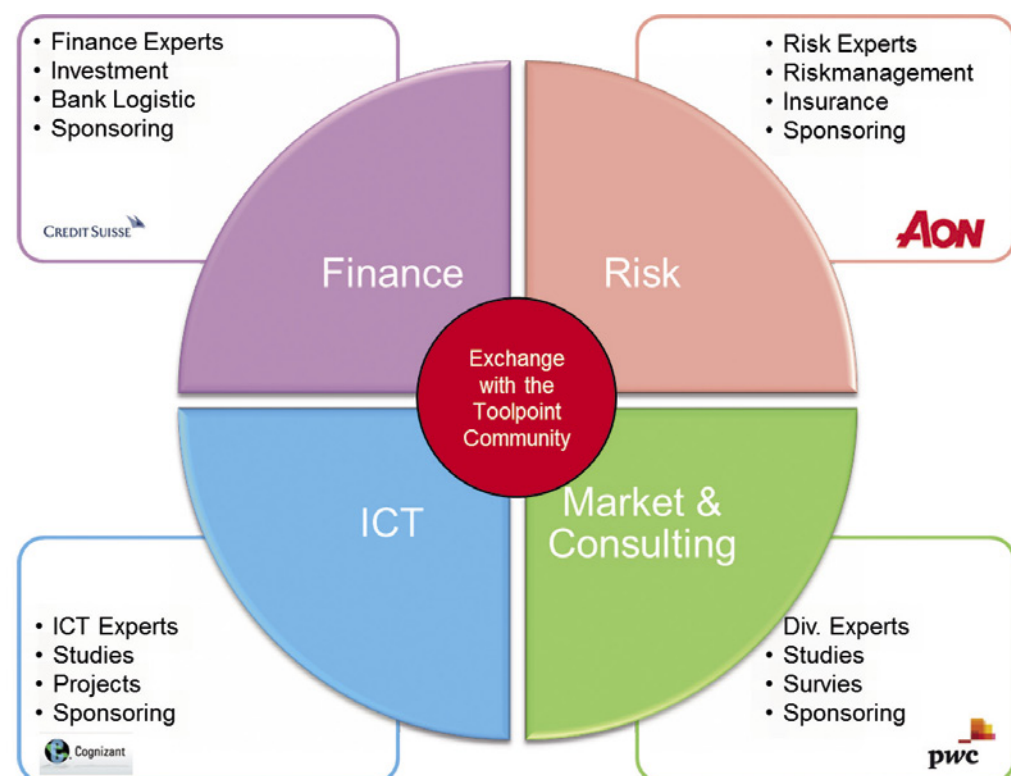 • Finance Experts
• Investment
• Bank Logistic
• Sponsoring
CREDIT SUISSE
• Risk Experts
• Riskmanagement
• Insurance
• Sponsoring
AON
Finance
Risk
Exchange
with the
Toolpoint
Community
ICT
Market &
Consulting
• ICT Experts
• Studies
• Projects
• Sponsoring
Cognizant
Div. Experts
• Studies
• Survies
• Sponsoring
pwc